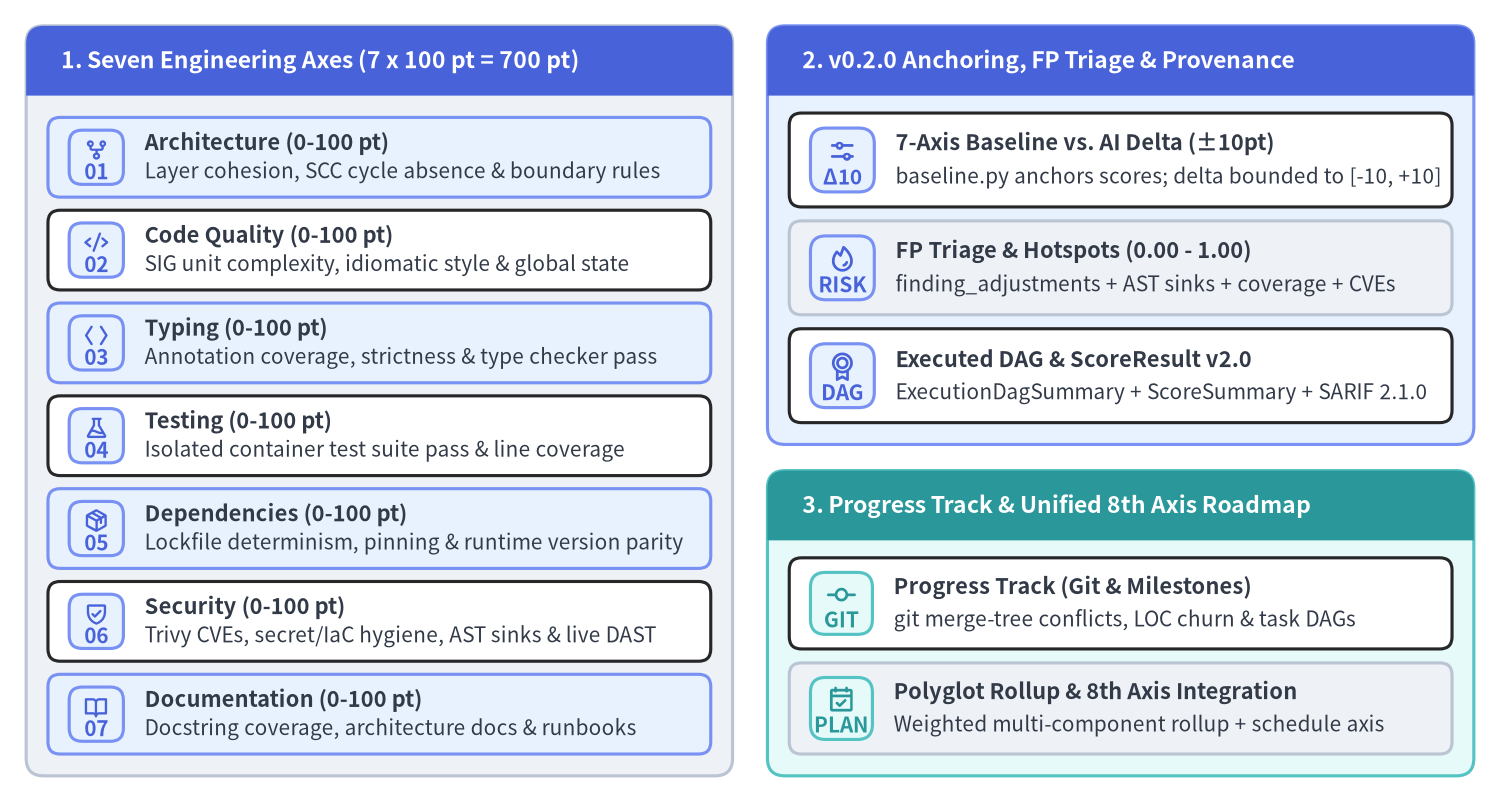 1. Seven Engineering Axes (7 x 100 pt = 700 pt)
01
Architecture (0-100 pt)
Layer cohesion, SCC cycle absence & boundary rules
02
Code Quality (0-100 pt)
SIG unit complexity, idiomatic style & global state
03
Typing (0-100 pt)
Annotation coverage, strictness & type checker pass
04
Testing (0-100 pt)
Isolated container test suite pass & line coverage
05
Dependencies (0-100 pt)
Lockfile determinism, pinning & runtime version parity
06
Security (0-100 pt)
Trivy CVEs, secret/IaC hygiene, AST sinks & live DAST
07
Documentation (0-100 pt)
Docstring coverage, architecture docs & runbooks
2. v0.2.0 Anchoring, FP Triage & Provenance
Δ10
7-Axis Baseline vs. AI Delta (±10pt)
baseline.py anchors scores; delta bounded to [-10, +10]
RISK
FP Triage & Hotspots (0.00 - 1.00)
finding_adjustments + AST sinks + coverage + CVEs
DAG
Executed DAG & ScoreResult v2.0
ExecutionDagSummary + ScoreSummary + SARIF 2.1.0
3. Progress Track & Unified 8th Axis Roadmap
GIT
Progress Track (Git & Milestones)
git merge-tree conflicts, LOC churn & task DAGs
PLAN
Polyglot Rollup & 8th Axis Integration
Weighted multi-component rollup + schedule axis